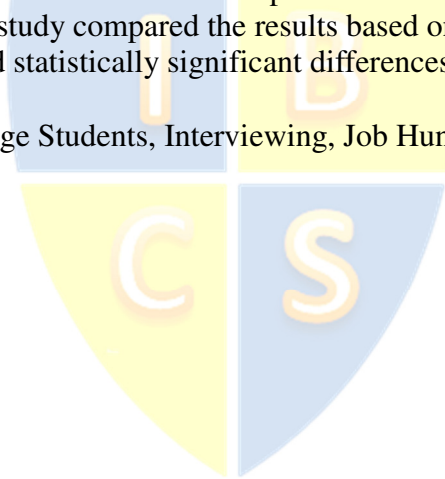 study compared the results based o
d statistically significant differences
ge Students, Interviewing, Job Hun
I B
C S